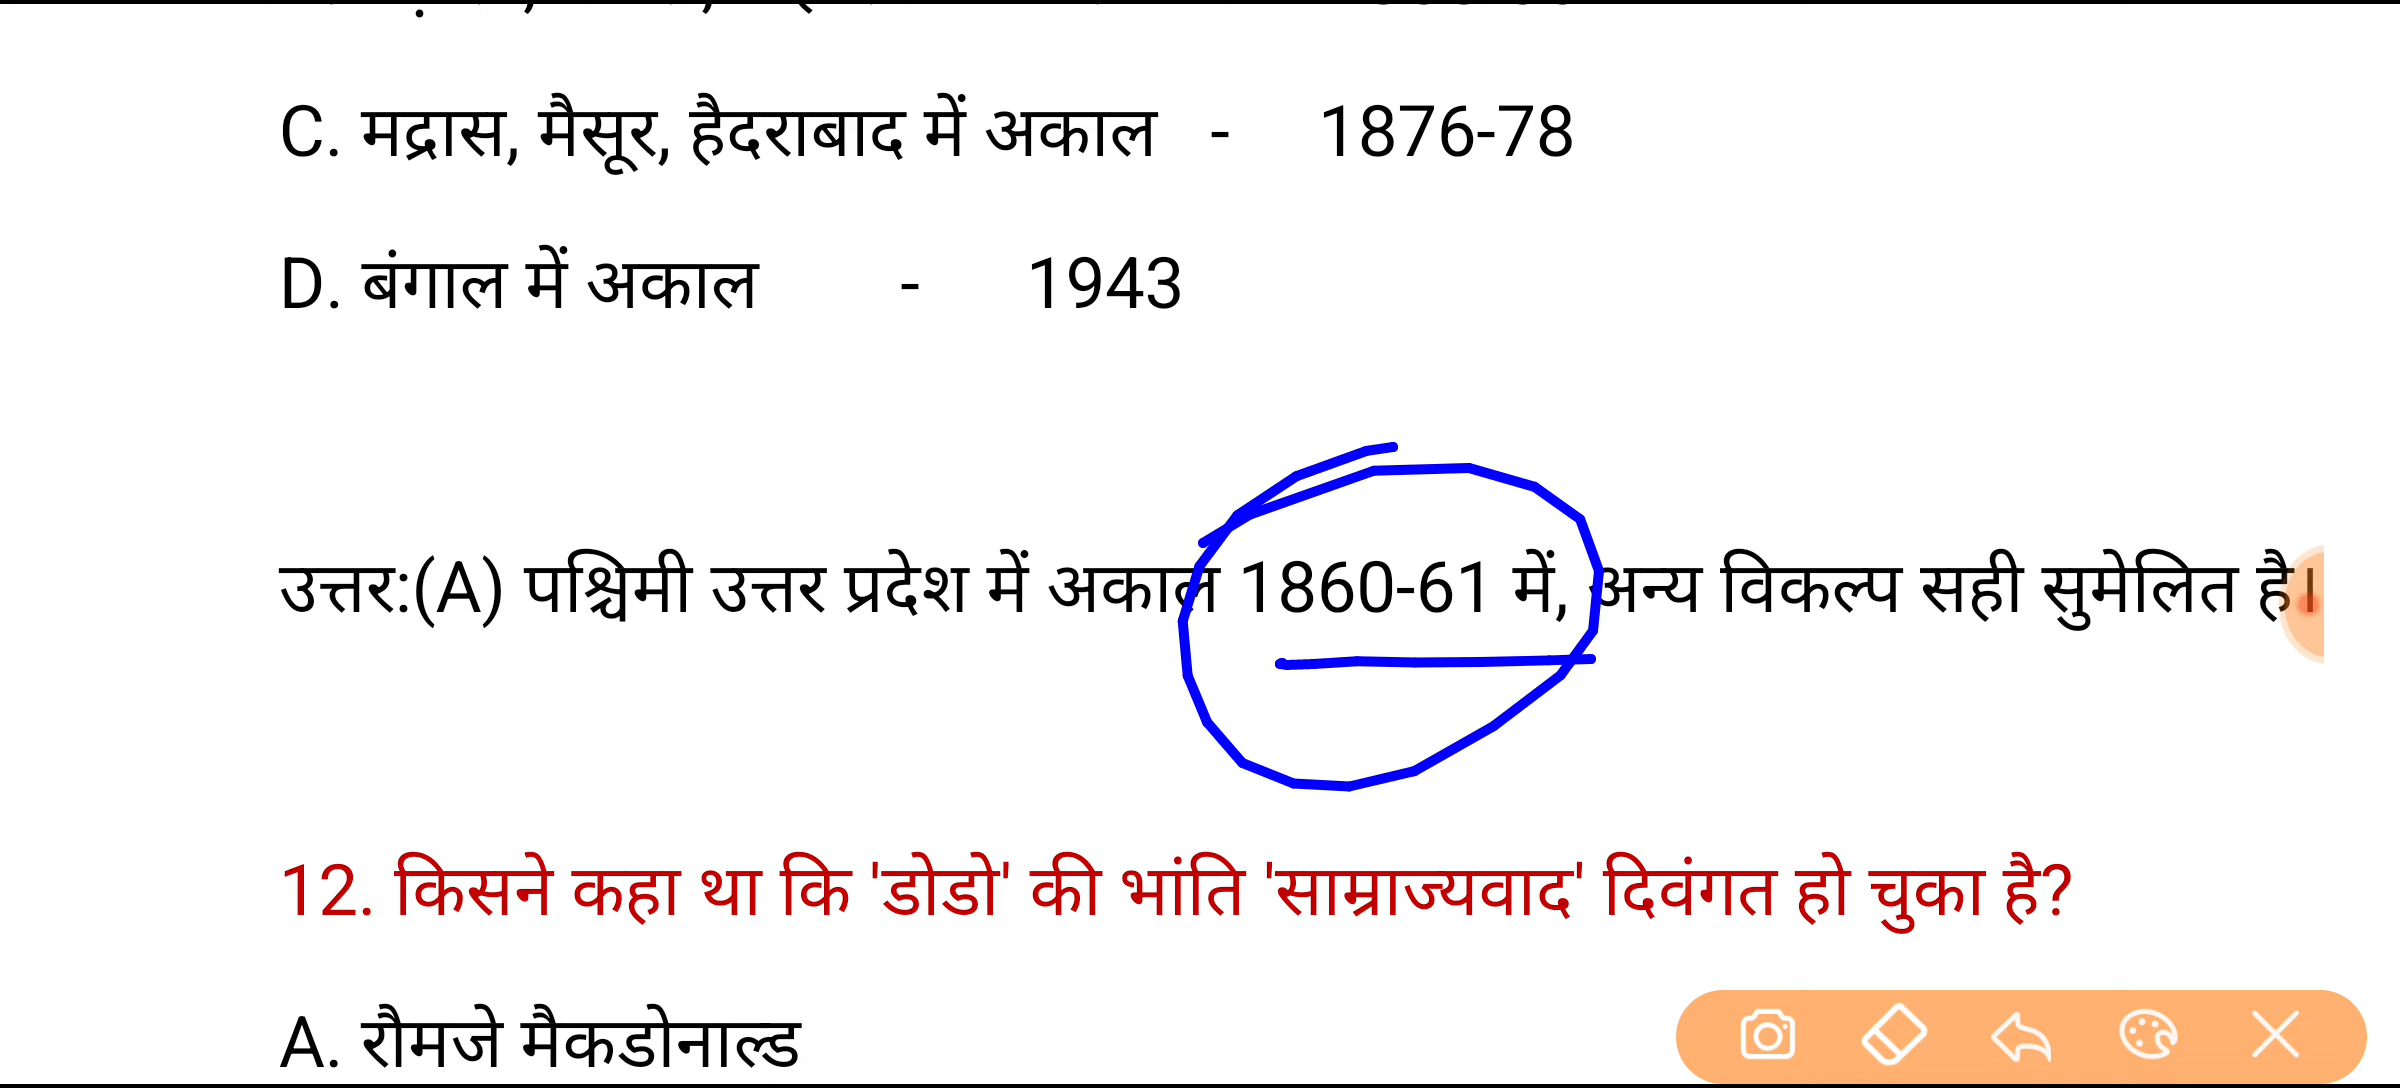 C. मद्रास, मैसूर, हैदराबाद में अकाल - 1876-78
D. बंगाल में अकाल - 1943
उत्तर:(A) पश्चिमी उत्तर प्रदेश में अकाल 1860-61 में, अन्य विकल्प सही सुमेलित है।
12. किसने कहा था कि 'डोडो' की भांति 'साम्राज्यवाद' दिवंगत हो चुका है?
A. रौमजे मैकडोनाल्ड